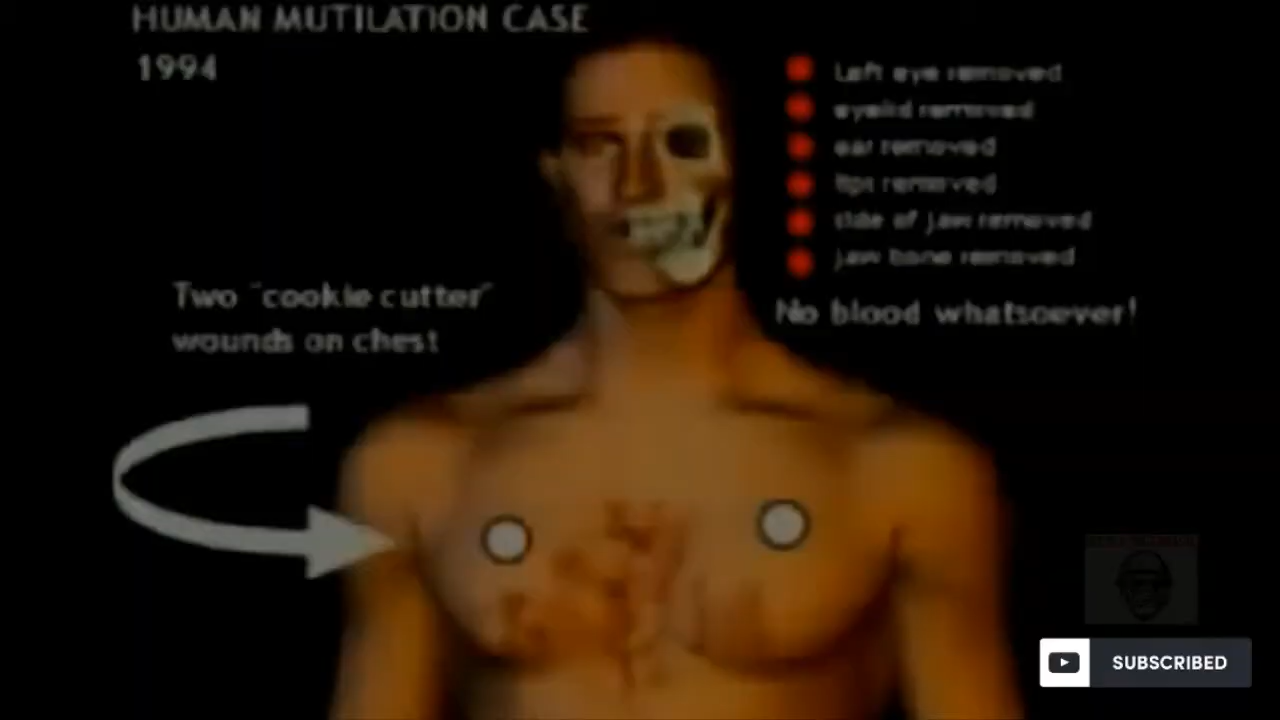 HUMAN MUTILATION CASE
1994
Left eye removed
eyelid removed
ear removed
lips removed
side of jaw removed
jaw bone removed
No blood whatsoever!
Two "cookie cutter"
wounds on chest
SUBSCRIBED